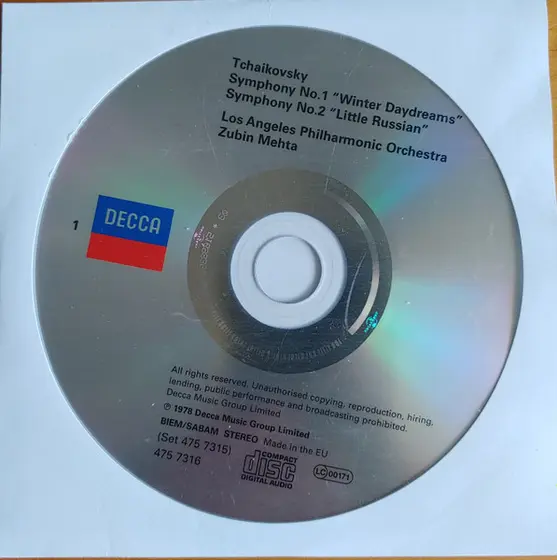 Tchaikovsky
Symphony No.1 "Winter Daydreams"
Symphony No.2 "Little Russian"
Los Angeles Philharmonic Orchestra
Zubin Mehta
1
DECCA
All rights reserved. Unauthorised copying, reproduction, hiring,
lending, public performance and broadcasting prohibited.
Decca Music Group Limited
℗ 1978 Decca Music Group Limited
BIEM/SABAM STEREO Made in the EU
(Set 475 7315)
475 7316
COMPACT
disc
DIGITAL AUDIO
LC 00171